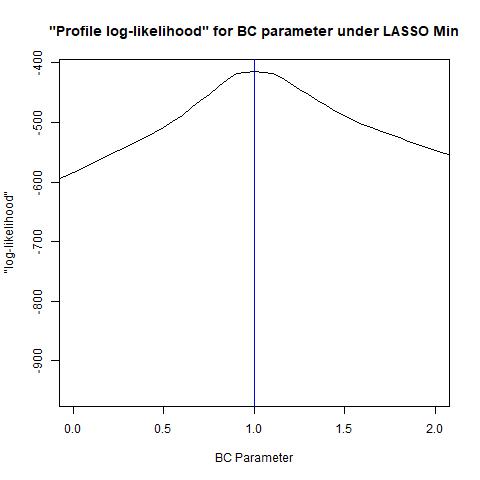 "Profile log-likelihood" for BC parameter under LASSO Min
"log-likelihood"
-400
-500
-600
-700
-800
-900
0.0 0.5 1.0 1.5 2.0
BC Parameter